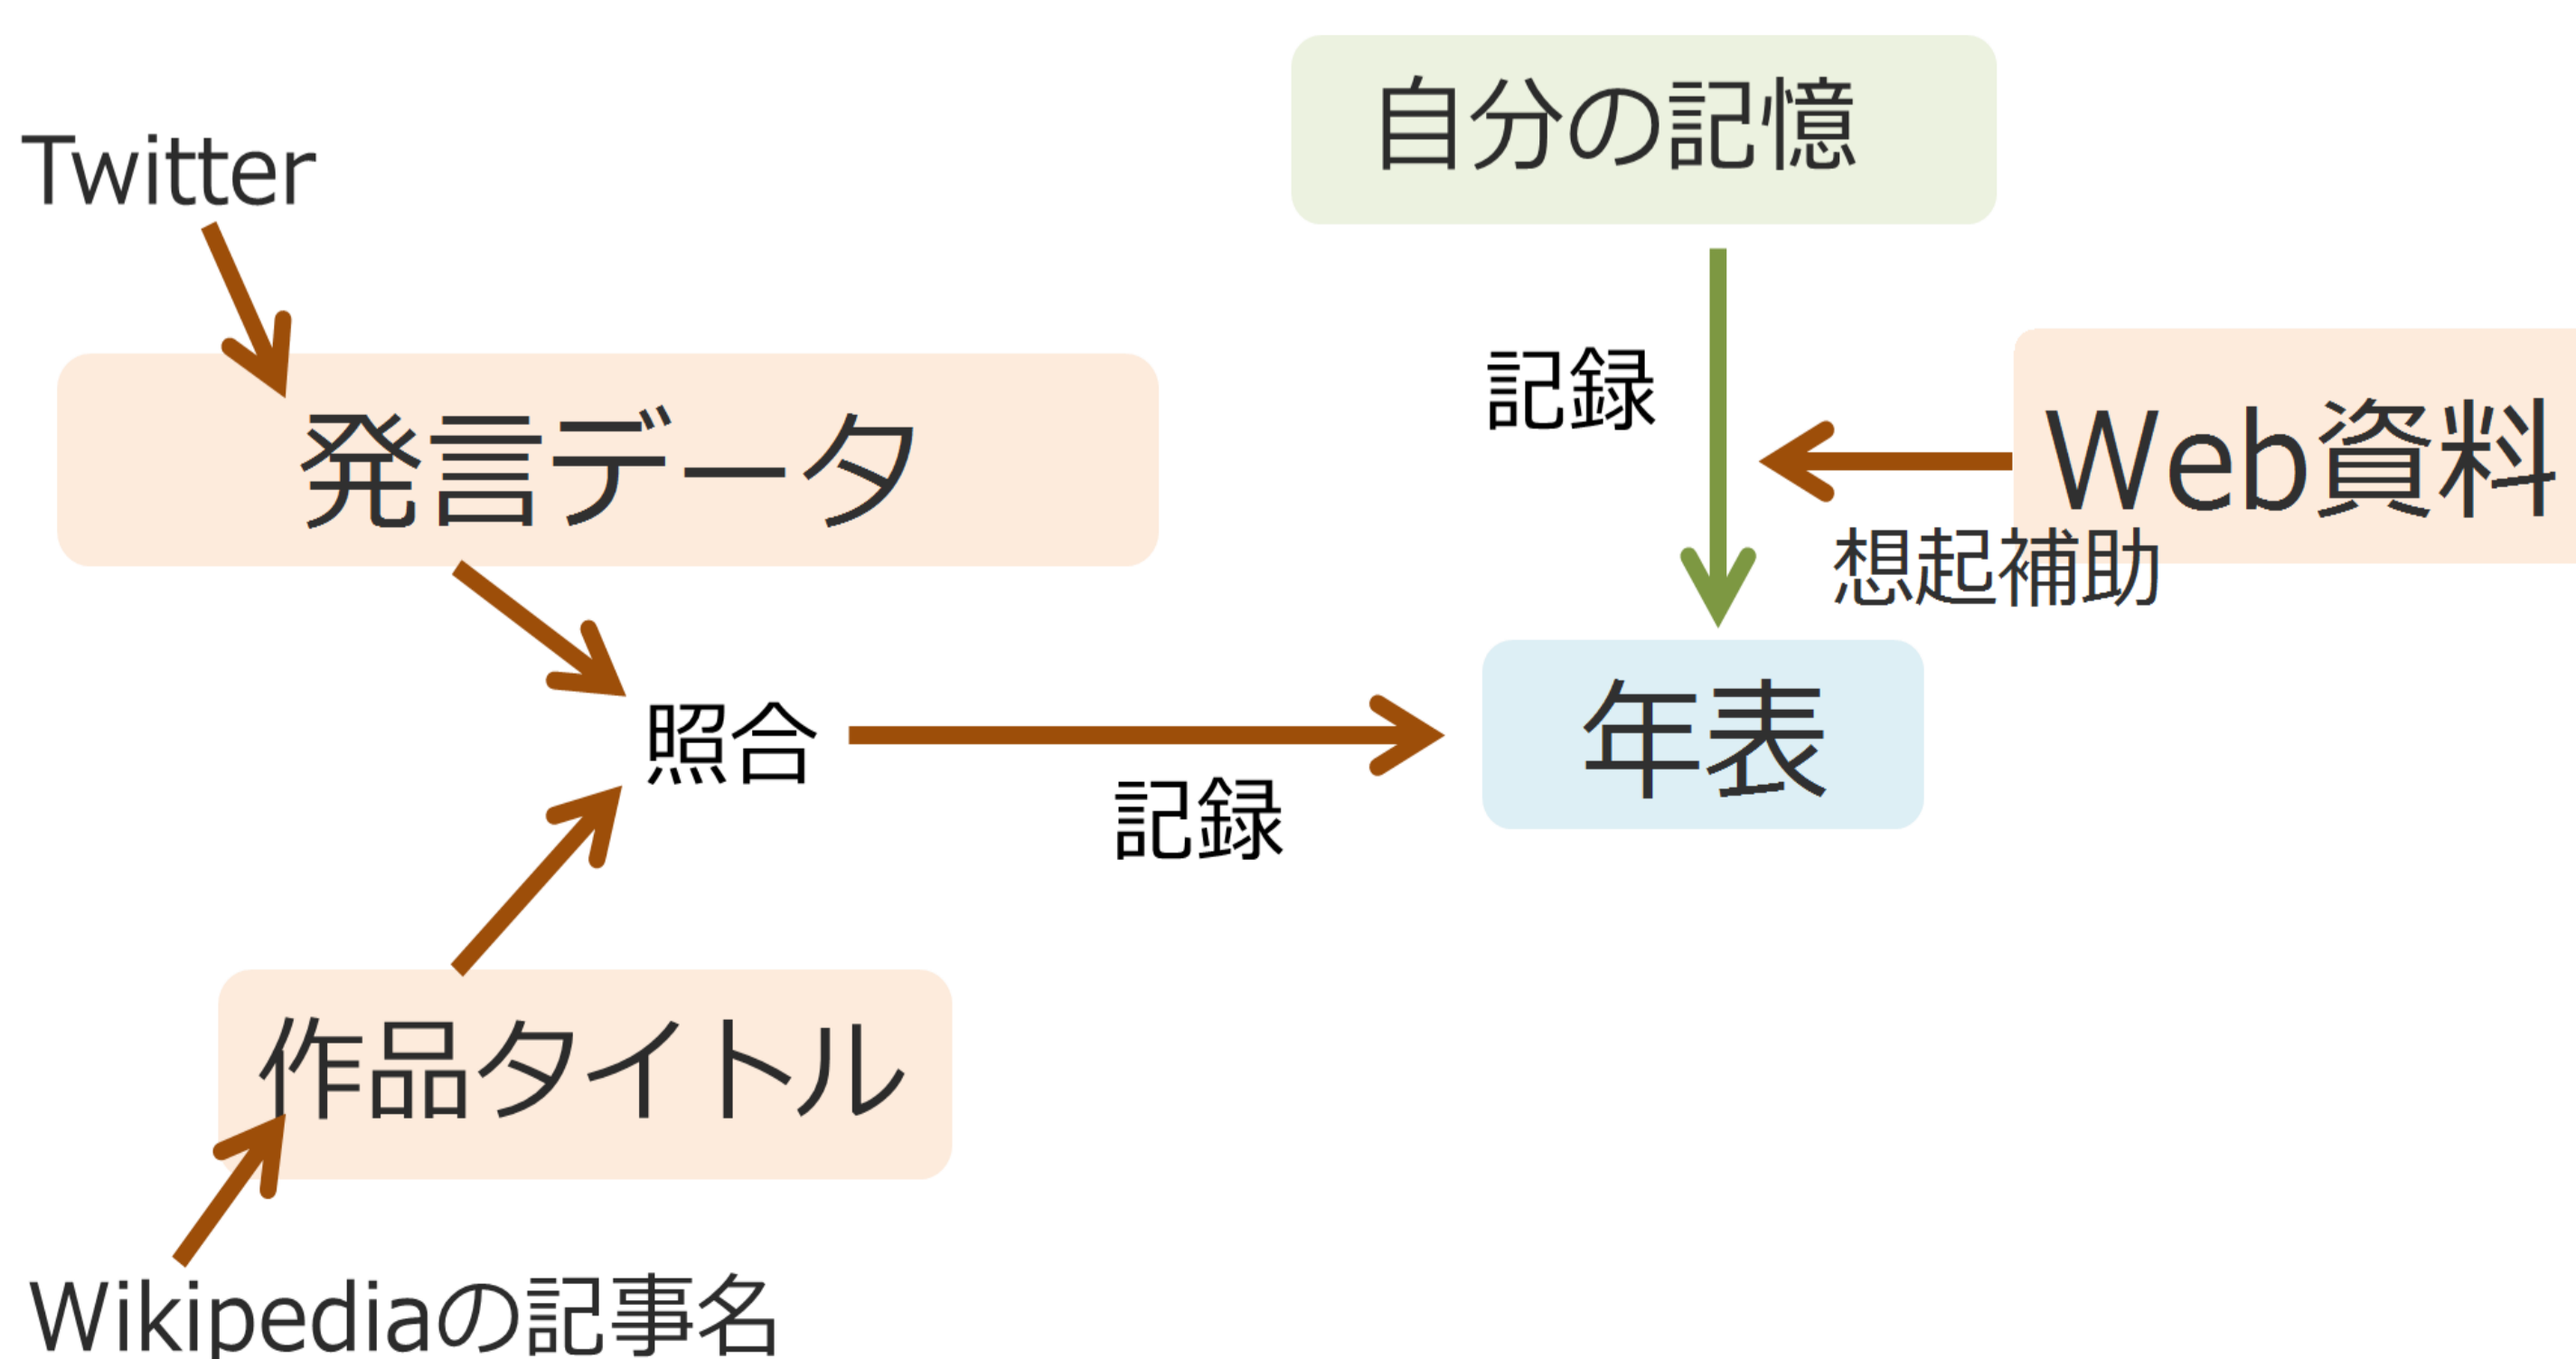 自分の記憶
Twitter
記録
発言データ
Web資料
想起補助
照合
年表
記録
作品タイトル
Wikipediaの記事名